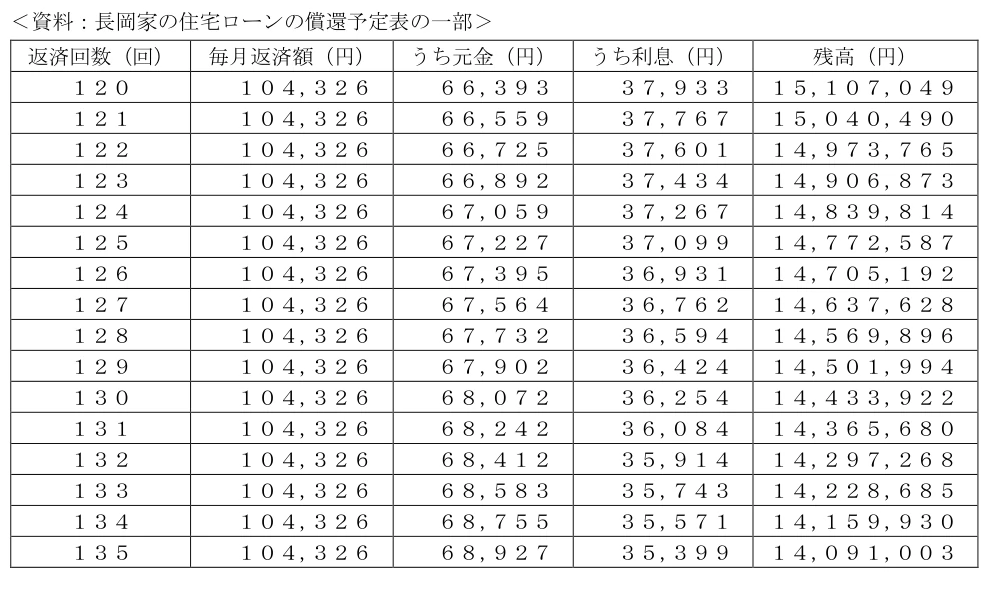 ＜資料：長岡家の住宅ローンの償還予定表の一部＞
返済回数（回） 毎月返済額（円） うち元金（円） うち利息（円） 残高（円）
１２０ １０４，３２６ ６６，３９３ ３７，９３３ １５，１０７，０４９
１２１ １０４，３２６ ６６，５５９ ３７，７６７ １５，０４０，４９０
１２２ １０４，３２６ ６６，７２５ ３７，６０１ １４，９７３，７６５
１２３ １０４，３２６ ６６，８９２ ３７，４３４ １４，９０６，８７３
１２４ １０４，３２６ ６７，０５９ ３７，２６７ １４，８３９，８１４
１２５ １０４，３２６ ６７，２２７ ３７，０９９ １４，７７２，５８７
１２６ １０４，３２６ ６７，３９５ ３６，９３１ １４，７０５，１９２
１２７ １０４，３２６ ６７，５６４ ３６，７６２ １４，６３７，６２８
１２８ １０４，３２６ ６７，７３２ ３６，５９４ １４，５６９，８９６
１２９ １０４，３２６ ６７，９０２ ３６，４２４ １４，５０１，９９４
１３０ １０４，３２６ ６８，０７２ ３６，２５４ １４，４３３，９２２
１３１ １０４，３２６ ６８，２４２ ３６，０８４ １４，３６５，６８０
１３２ １０４，３２６ ６８，４１２ ３５，９１４ １４，２９７，２６８
１３３ １０４，３２６ ６８，５８３ ３５，７４３ １４，２２８，６８５
１３４ １０４，３２６ ６８，７５５ ３５，５７１ １４，１５９，９３０
１３５ １０４，３２６ ６８，９２７ ３５，３９９ １４，０９１，００３